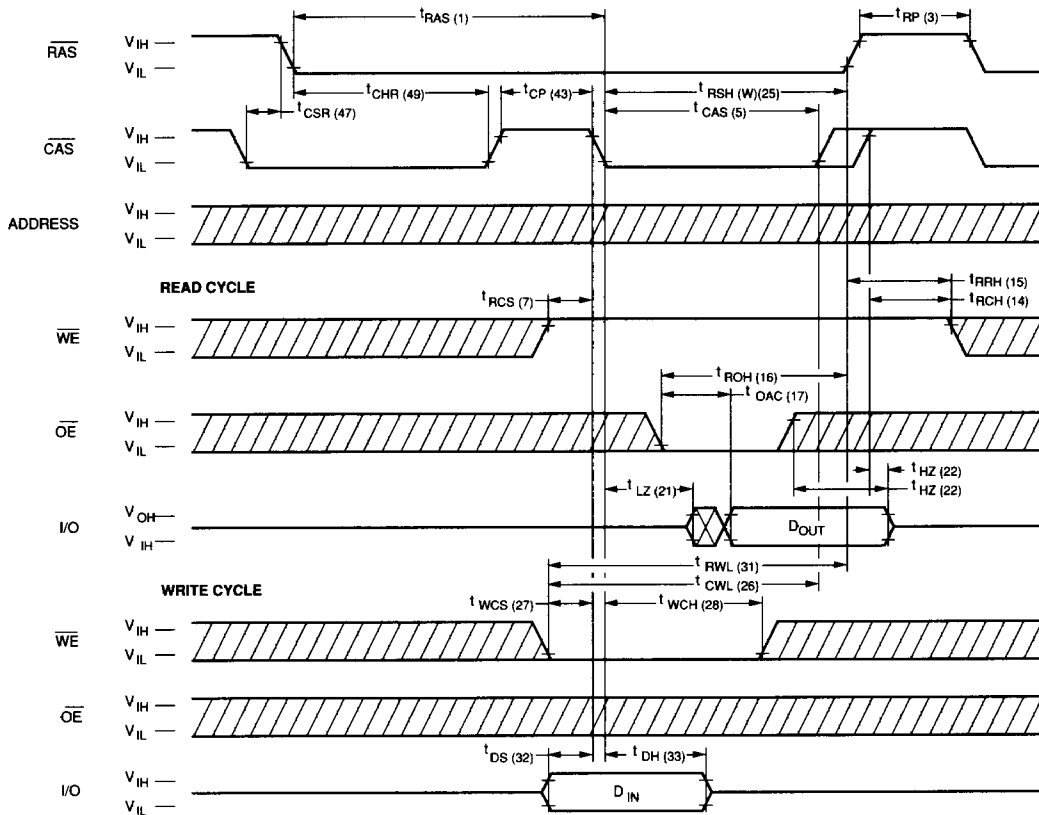 t RAS (1)
t RP (3)
RAS
V IH
V IL
t CHR (49)
t CP (43)
t RSH (W)(25)
t CSR (47)
t CAS (5)
CAS
V IH
V IL
ADDRESS
V IH
V IL
READ CYCLE
t RRH (15)
t RCS (7)
t RCH (14)
WE
V IH
V IL
t ROH (16)
t OAC (17)
OE
V IH
V IL
t HZ (22)
t LZ (21)
t HZ (22)
I/O
V OH
V IH
D OUT
t RWL (31)
t CWL (26)
WRITE CYCLE
t WCS (27)
t WCH (28)
WE
V IH
V IL
OE
V IH
V IL
t DS (32)
t DH (33)
I/O
V IH
V IL
D IN